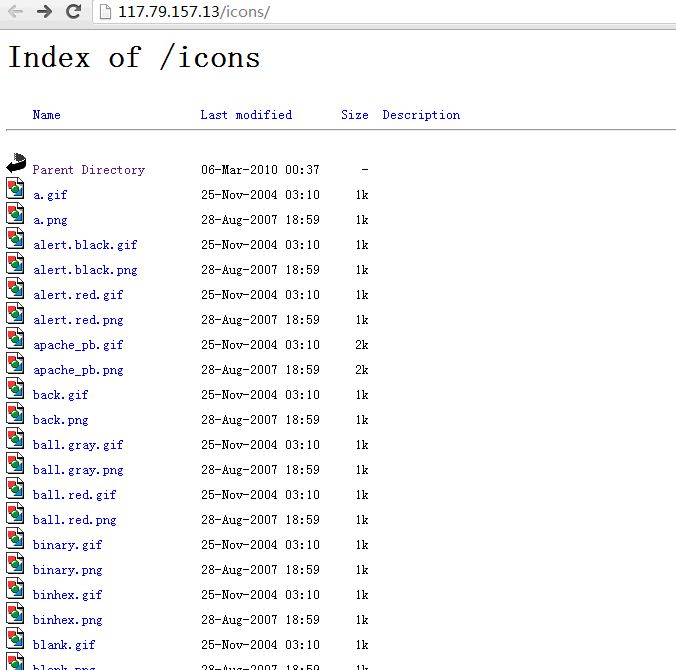 117.79.157.13/icons/
Index of /icons
Name Last modified Size Description
Parent Directory 06-Mar-2010 00:37 -
a.gif 25-Nov-2004 03:10 1k
a.png 28-Aug-2007 18:59 1k
alert.black.gif 25-Nov-2004 03:10 1k
alert.black.png 28-Aug-2007 18:59 1k
alert.red.gif 25-Nov-2004 03:10 1k
alert.red.png 28-Aug-2007 18:59 1k
apache_pb.gif 25-Nov-2004 03:10 2k
apache_pb.png 28-Aug-2007 18:59 2k
back.gif 25-Nov-2004 03:10 1k
back.png 28-Aug-2007 18:59 1k
ball.gray.gif 25-Nov-2004 03:10 1k
ball.gray.png 28-Aug-2007 18:59 1k
ball.red.gif 25-Nov-2004 03:10 1k
ball.red.png 28-Aug-2007 18:59 1k
binary.gif 25-Nov-2004 03:10 1k
binary.png 28-Aug-2007 18:59 1k
binhex.gif 25-Nov-2004 03:10 1k
binhex.png 28-Aug-2007 18:59 1k
blank.gif 25-Nov-2004 03:10 1k
blank.png 28-Aug-2007 18:59 1k